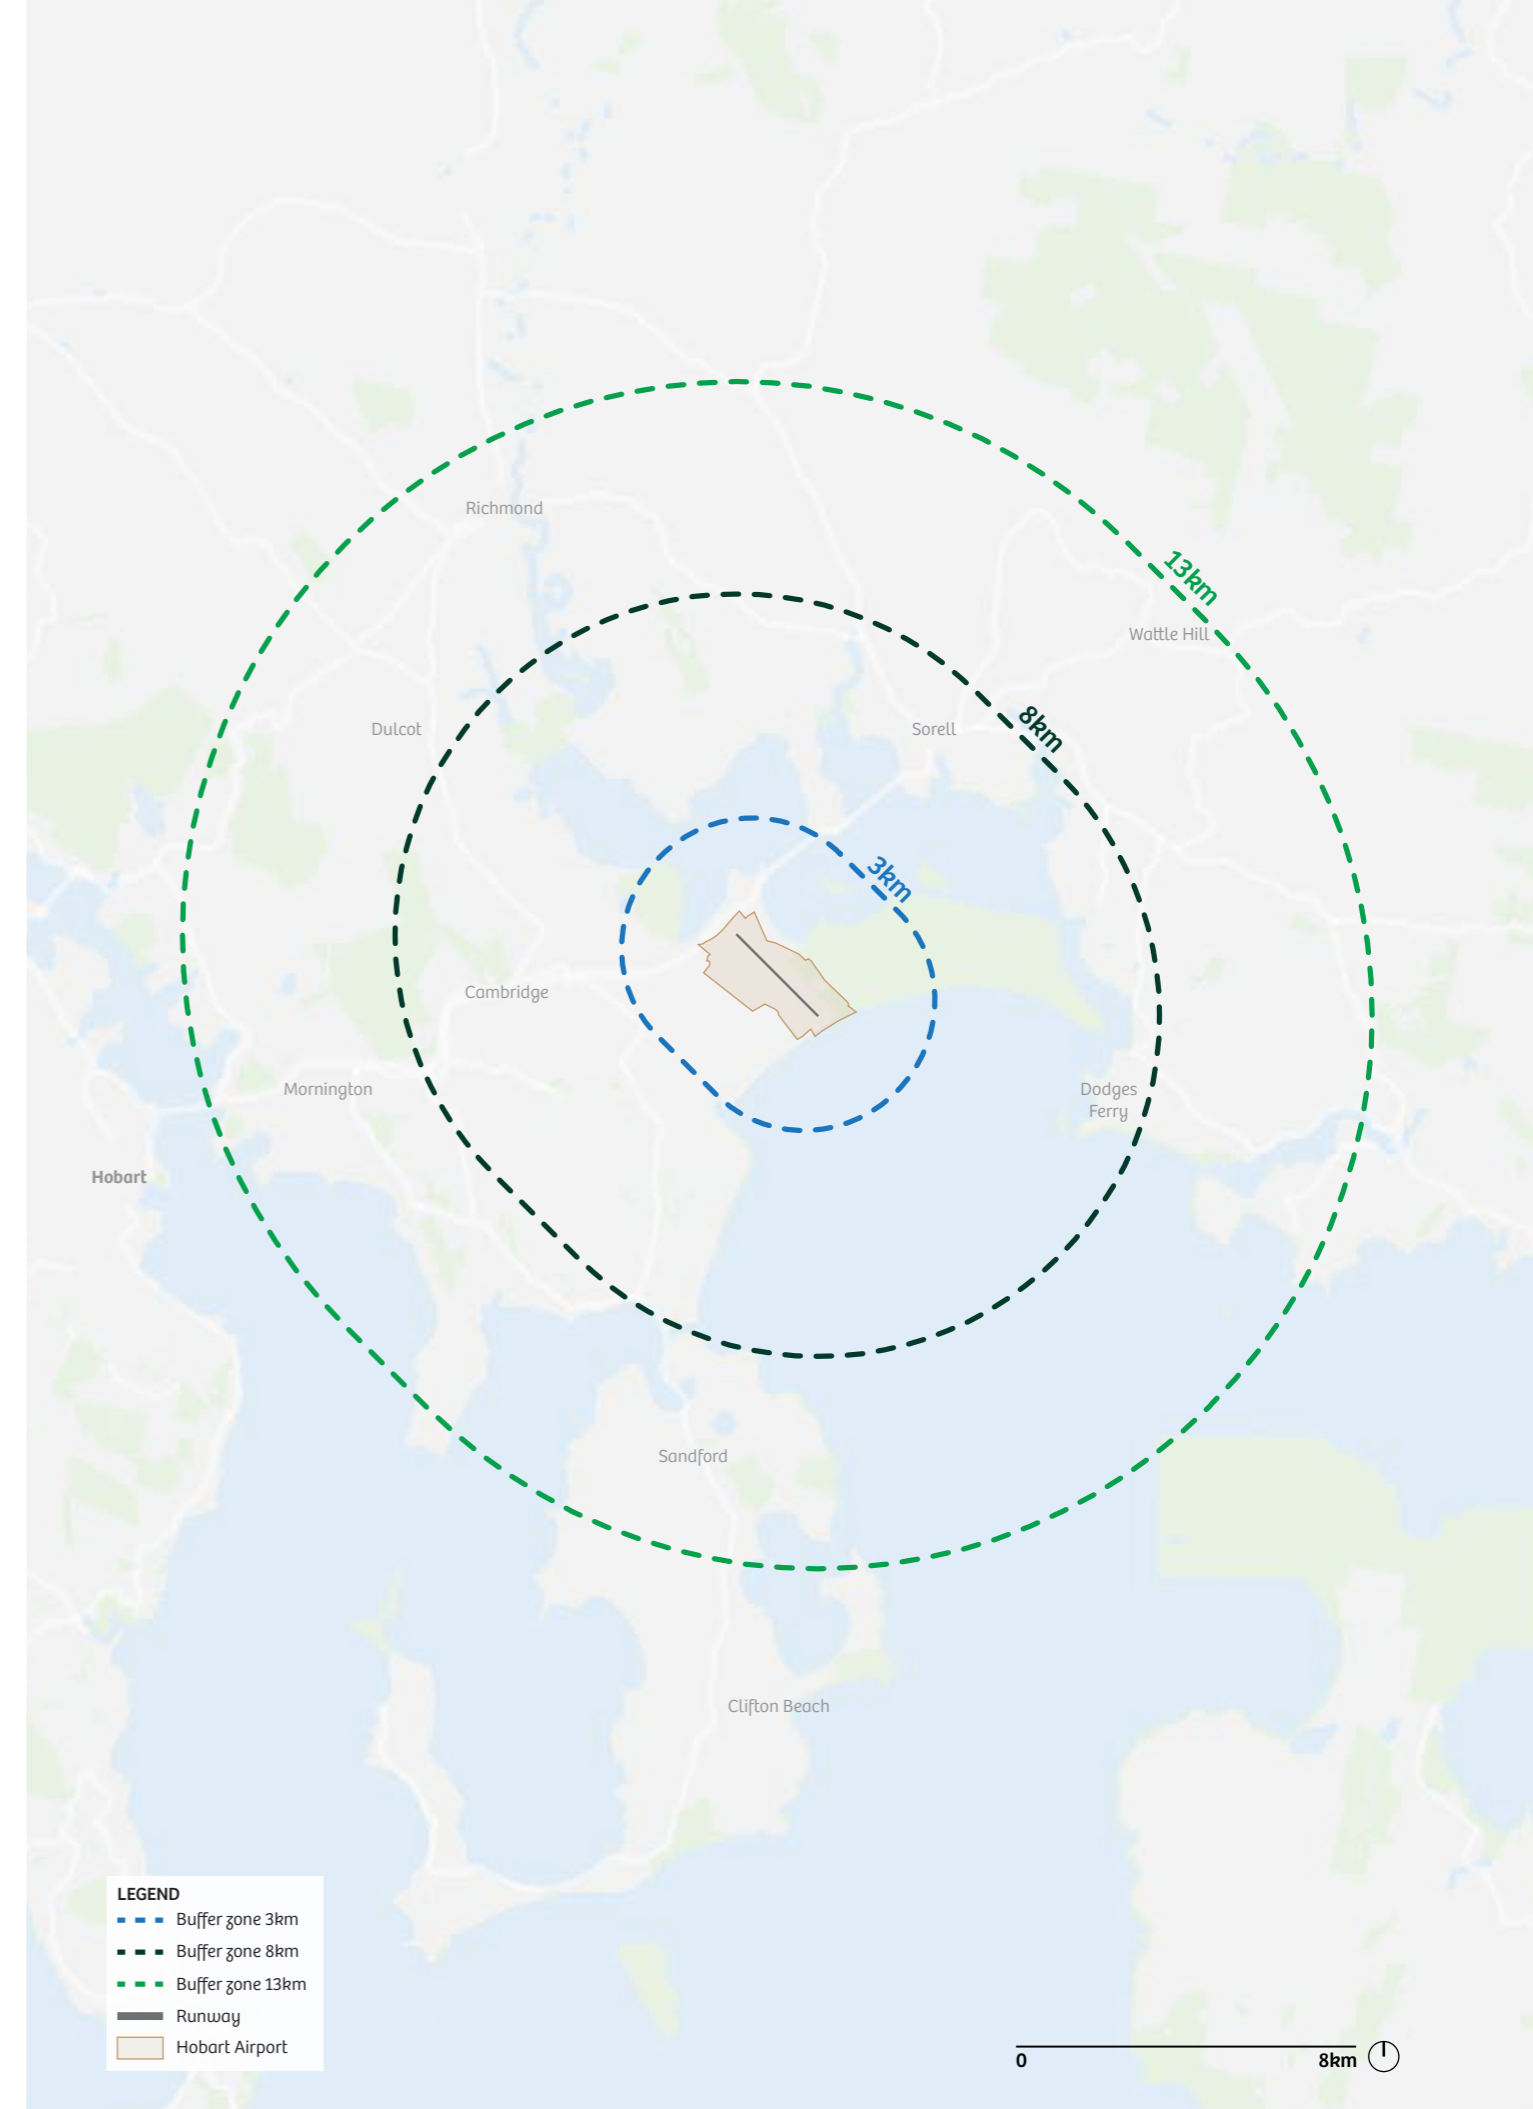 Richmond
13km
Wattle Hill
Dulcot
Sorell
8km
3km
Cambridge
Mornington
Dodges
Ferry
Hobart
Sandford
Clifton Beach
LEGEND
Buffer zone 3km
Buffer zone 8km
Buffer zone 13km
Runway
Hobart Airport
0 8km